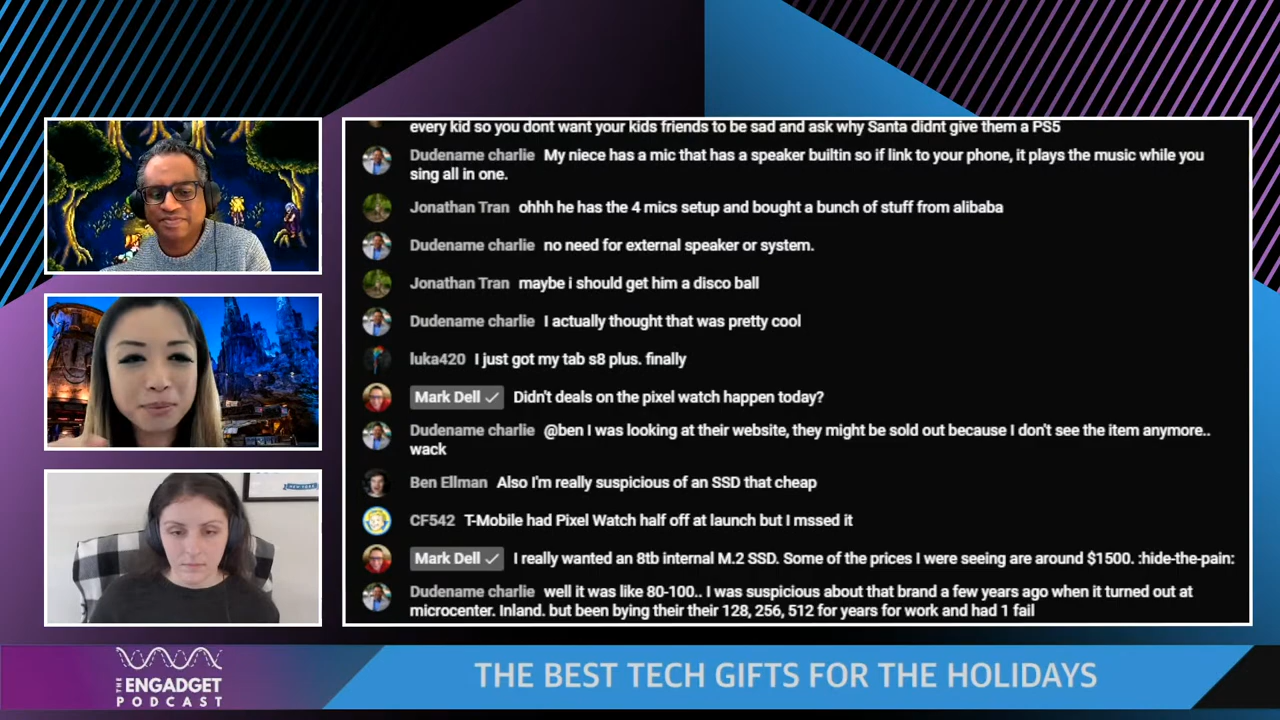 every kid so you dont want your kids friends to be sad and ask why Santa didnt give them a PS5
Dudename charlie My niece has a mic that has a speaker builtin so if link to your phone, it plays the music while you
sing all in one.
Jonathan Tran ohhh he has the 4 mics setup and bought a bunch of stuff from alibaba
Dudename charlie no need for external speaker or system.
Jonathan Tran maybe i should get him a disco ball
Dudename charlie I actually thought that was pretty cool
luka420 I just got my tab s8 plus. finally
Mark Dell ✓ Didn't deals on the pixel watch happen today?
Dudename charlie @ben I was looking at their website, they might be sold out because I don't see the item anymore..
wack
Ben Ellman Also I'm really suspicious of an SSD that cheap
CF542 T-Mobile had Pixel Watch half off at launch but I mssed it
Mark Dell ✓ I really wanted an 8tb internal M.2 SSD. Some of the prices I were seeing are around $1500. :hide-the-pain:
Dudename charlie well it was like 80-100.. I was suspicious about that brand a few years ago when it turned out at
microcenter. Inland. but been bying their their 128, 256, 512 for years for work and had 1 fail
NEW YORK
THE ENGADGET
PODCAST
THE BEST TECH GIFTS FOR THE HOLIDAYS